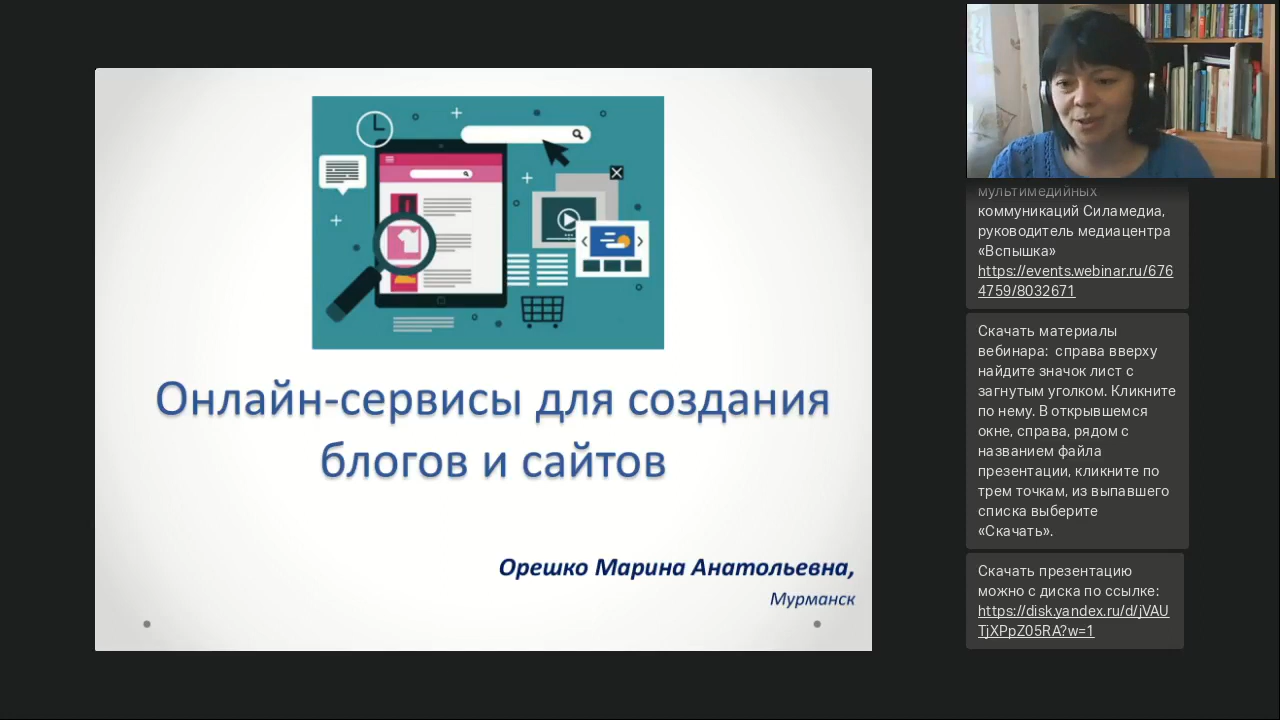 Онлайн-сервисы для создания
блогов и сайтов
Орешко Марина Анатольевна,
Мурманск
мультимедийных
коммуникаций Силамедиа,
руководитель медиацентра
«Вспышка»
https://events.webinar.ru/676
4759/8032671
Скачать материалы
вебинара:  справа вверху
найдите значок лист с
загнутым уголком. Кликните
по нему. В открывшемся
окне, справа, рядом с
названием файла
презентации, кликните по
трем точкам, из выпавшего
списка выберите
«Скачать».
Скачать презентацию
можно с диска по ссылке:
https://disk.yandex.ru/d/jVAU
TjXPpZ05RA?w=1